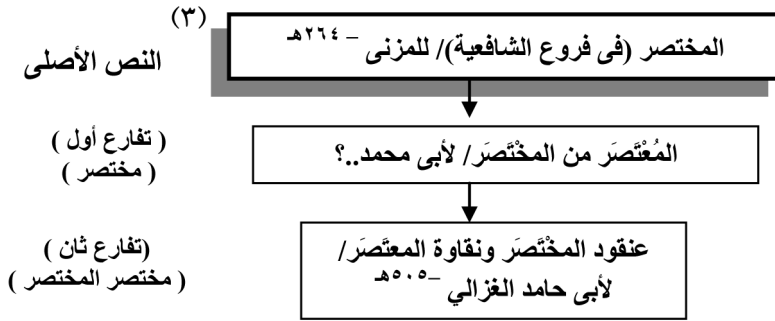 (٣)
المختصر (فى فروع الشافعية)/ للمزنى – ٢٦٤هـ
النص الأصلى
المُعْتَصَر من المخْتَصَر/ لأبى محمد..؟
( تفارع أول )
( مختصر )
عنقود المخْتَصَر ونقاوة المعتَصَر/
لأبى حامد الغزالي –٥٠٥هـ
(تفارع ثان )
( مختصر المختصر )